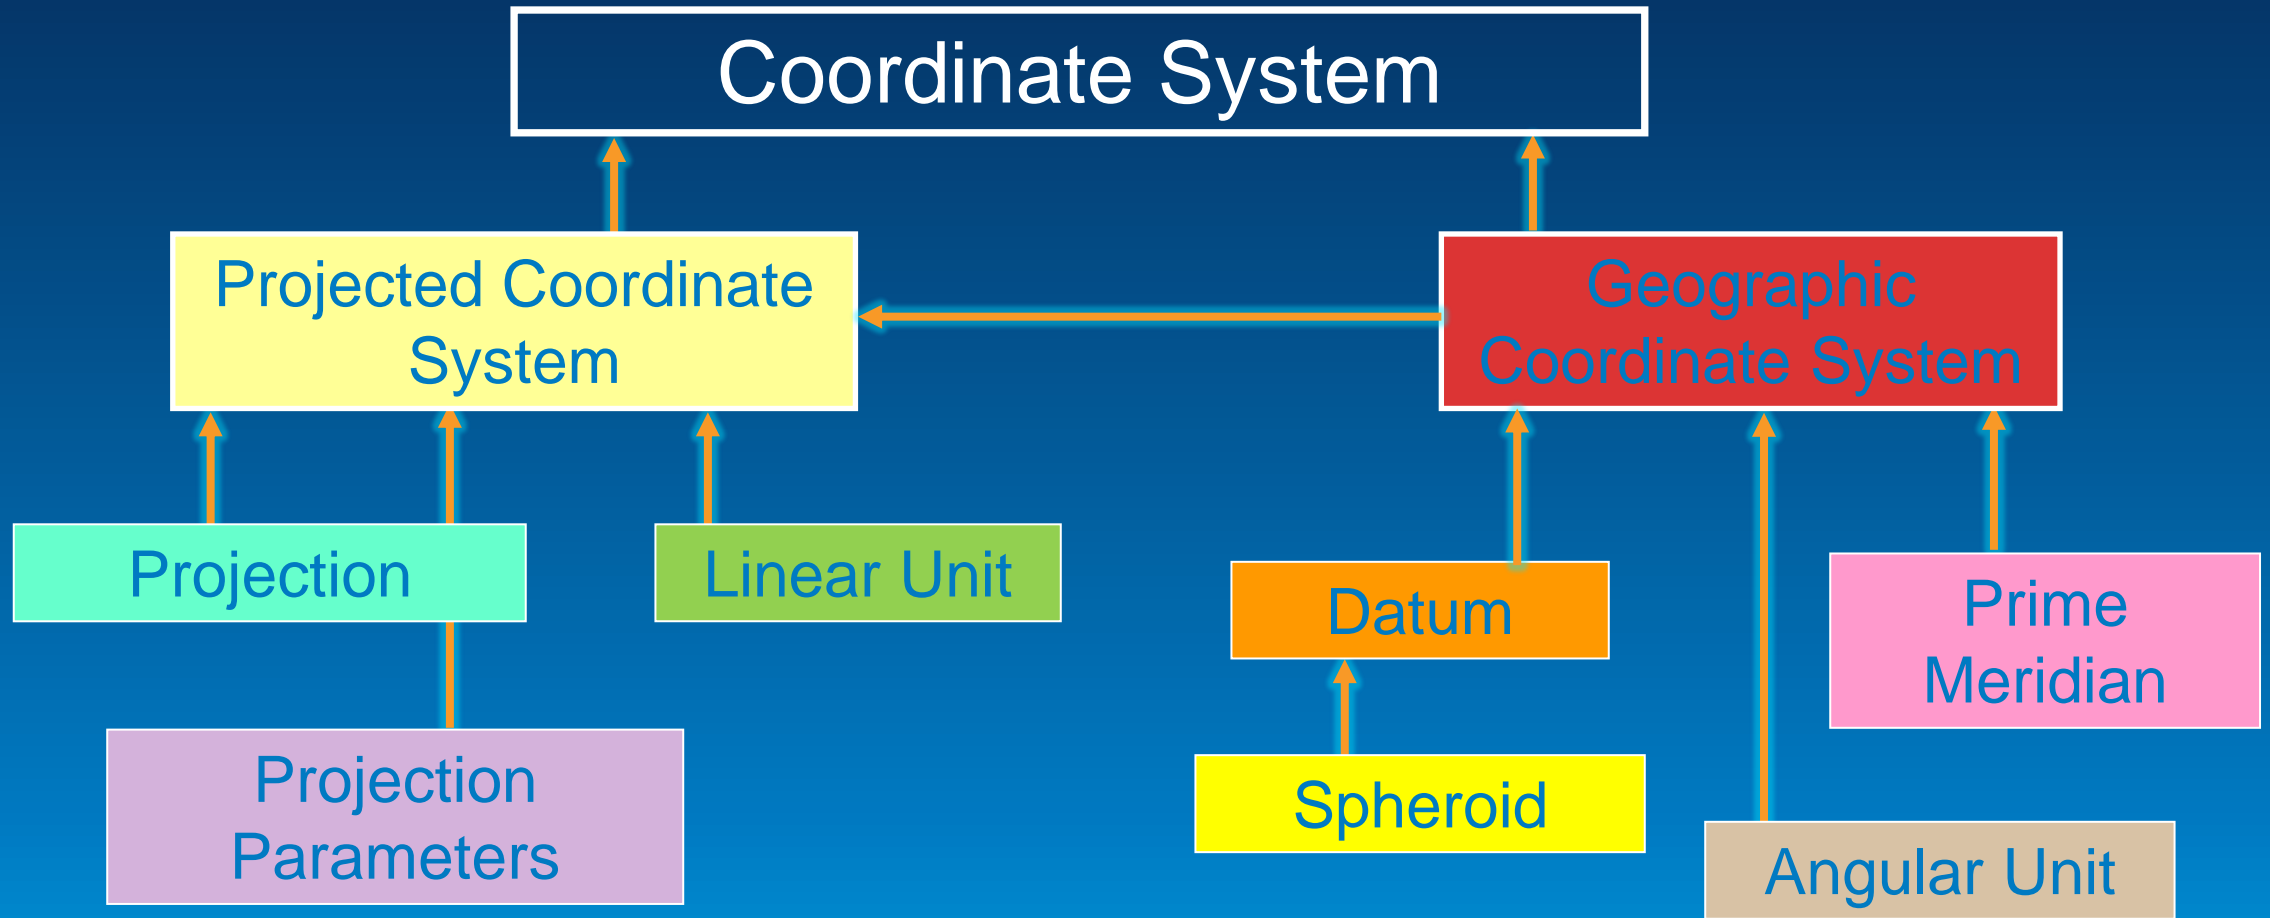 Coordinate System
Projected Coordinate
System
Geographic
Coordinate System
Projection
Linear Unit
Datum
Prime
Meridian
Projection
Parameters
Spheroid
Angular Unit